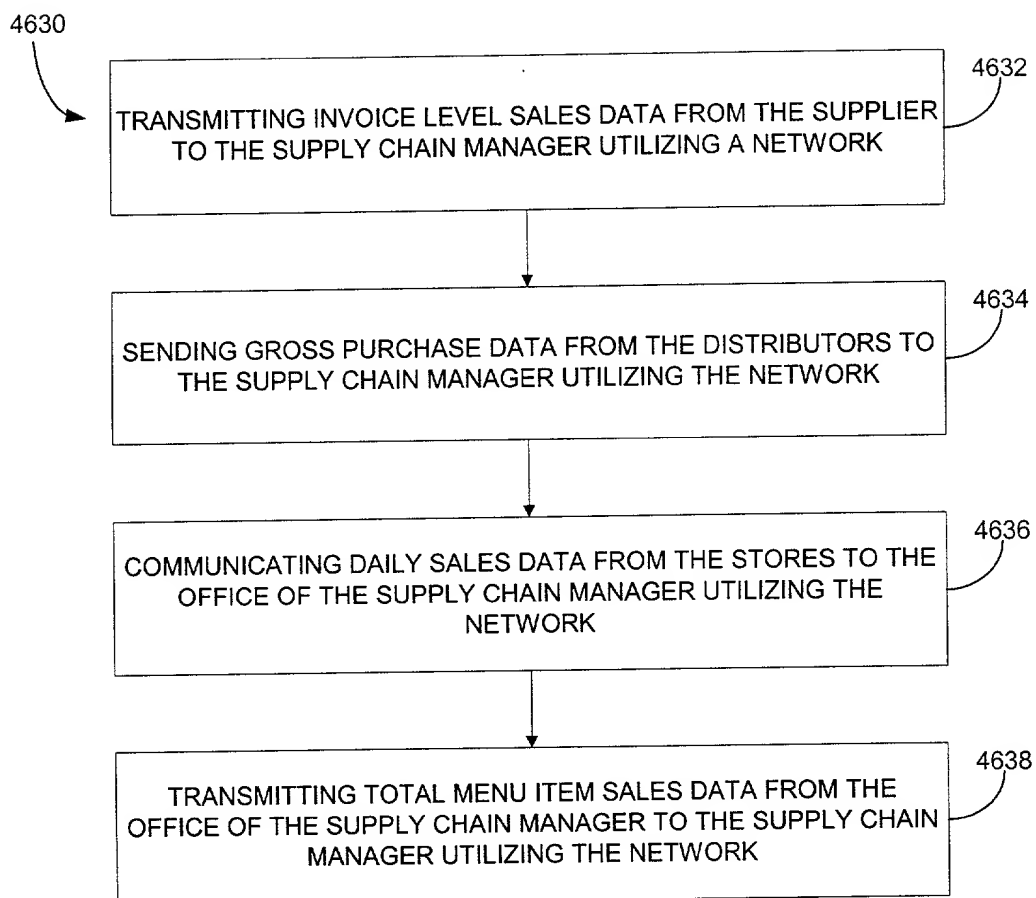 4630
4632
TRANSMITTING INVOICE LEVEL SALES DATA FROM THE SUPPLIER
TO THE SUPPLY CHAIN MANAGER UTILIZING A NETWORK
4634
SENDING GROSS PURCHASE DATA FROM THE DISTRIBUTORS TO
THE SUPPLY CHAIN MANAGER UTILIZING THE NETWORK
4636
COMMUNICATING DAILY SALES DATA FROM THE STORES TO THE
OFFICE OF THE SUPPLY CHAIN MANAGER UTILIZING THE
NETWORK
4638
TRANSMITTING TOTAL MENU ITEM SALES DATA FROM THE
OFFICE OF THE SUPPLY CHAIN MANAGER TO THE SUPPLY CHAIN
MANAGER UTILIZING THE NETWORK